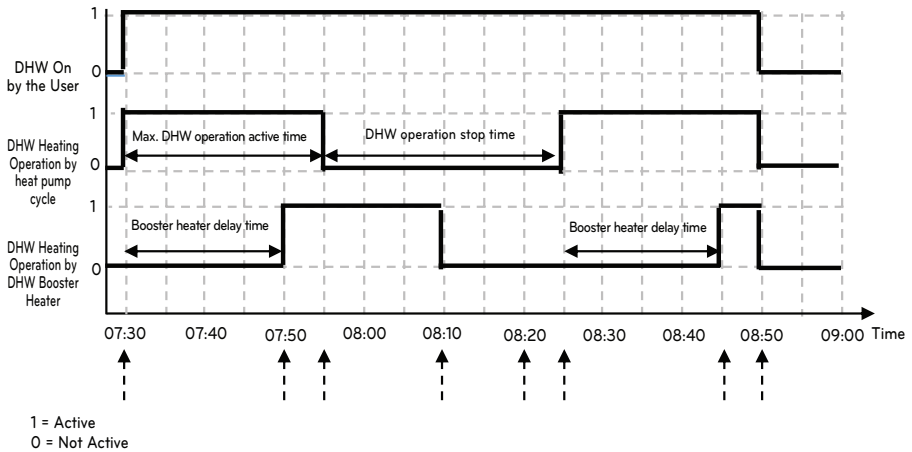 1
DHW On
by the User
0
1
DHW Heating
Operation by
heat pump
cycle
0
Max. DHW operation active time
DHW operation stop time
1
DHW Heating
Operation by
DHW Booster
Heater
0
Booster heater delay time
Booster heater delay time
07:30 07:40 07:50 08:00 08:10 08:20 08:30 08:40 08:50 09:00 Time
1 = Active
0 = Not Active